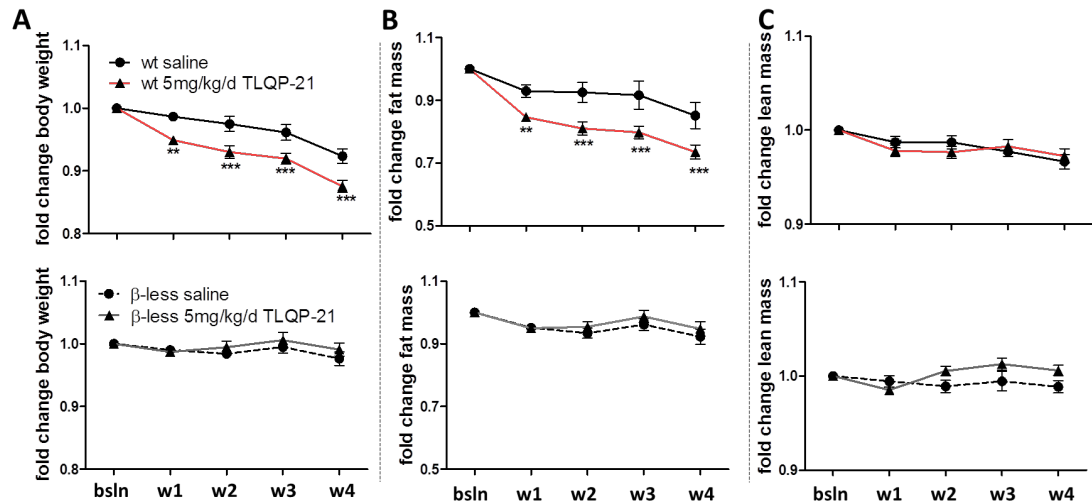 A
fold change body weight
1.1
1.0
0.9
0.8
wt saline
wt 5mg/kg/d TLQP-21
**
***
***
***
B
fold change fat mass
1.1
0.9
0.7
0.5
**
***
***
***
C
fold change lean mass
1.1
1.0
0.9
fold change body weight
1.1
1.0
0.9
0.8
β-less saline
β-less 5mg/kg/d TLQP-21
bsln w1 w2 w3 w4
fold change fat mass
1.1
0.9
0.7
0.5
bsln w1 w2 w3 w4
fold change lean mass
1.1
1.0
0.9
bsln w1 w2 w3 w4